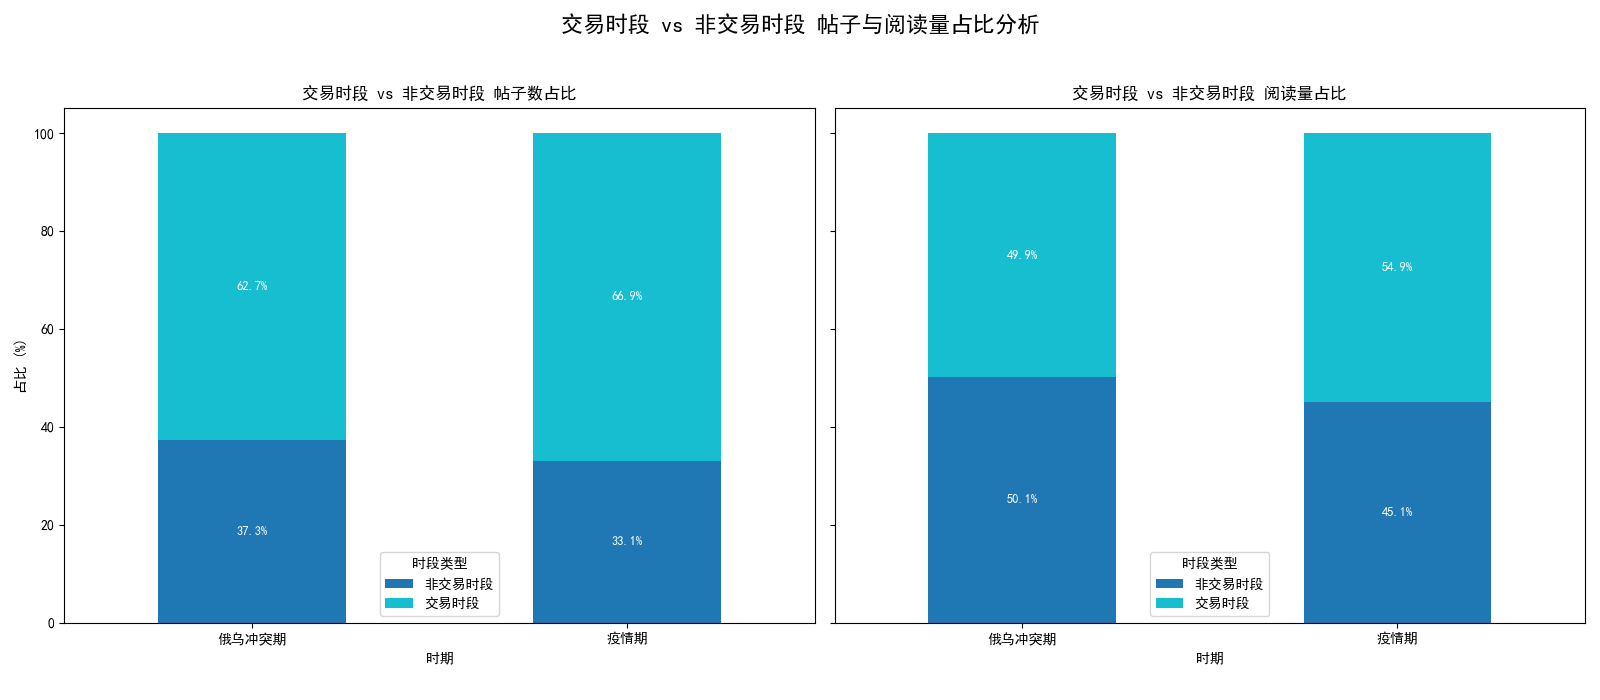 交易时段 vs 非交易时段 帖子与阅读量占比分析
交易时段 vs 非交易时段 帖子数占比
占比 (%)
100
80
60
40
20
0
62.7%
66.9%
37.3%
33.1%
时段类型
非交易时段
交易时段
俄乌冲突期
疫情期
时期
交易时段 vs 非交易时段 阅读量占比
49.9%
54.9%
50.1%
45.1%
时段类型
非交易时段
交易时段
俄乌冲突期
疫情期
时期